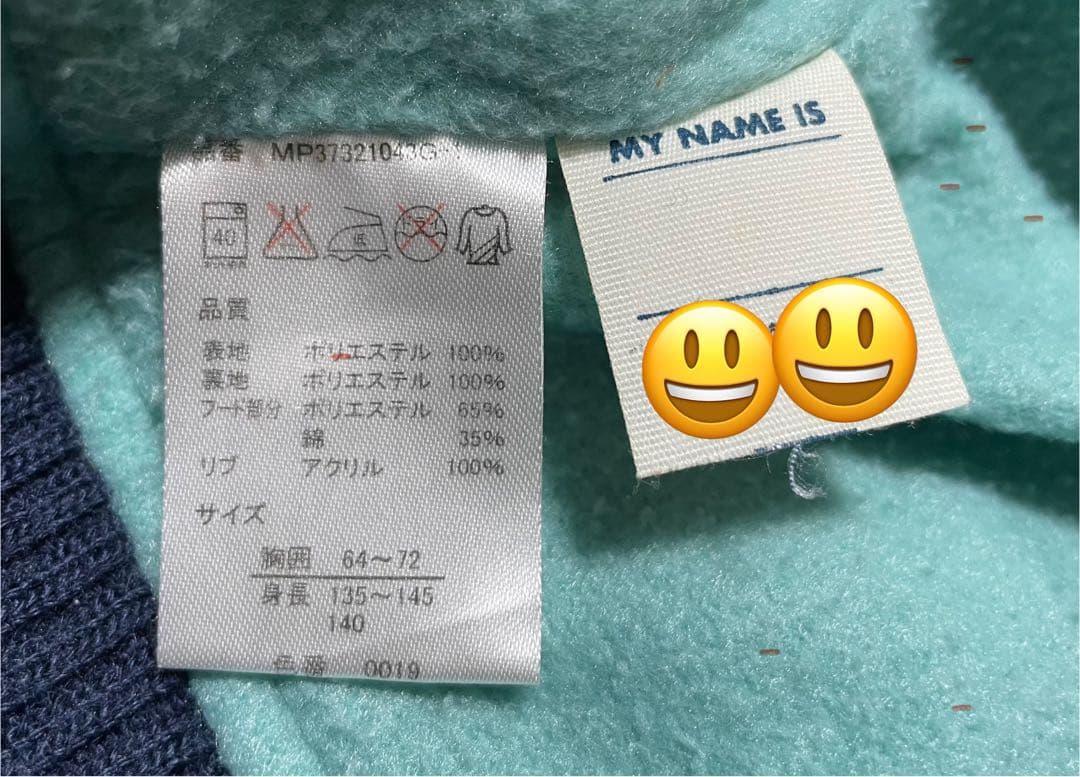 品番 MP37321043G
40
低
品質
表地 ポリエステル 100%
裏地 ポリエステル 100%
フード部分 ポリエステル 65%
綿 35%
リブ アクリル 100%
サイズ
胸囲 64～72
身長 135～145
140
色番 0019
MY NAME IS